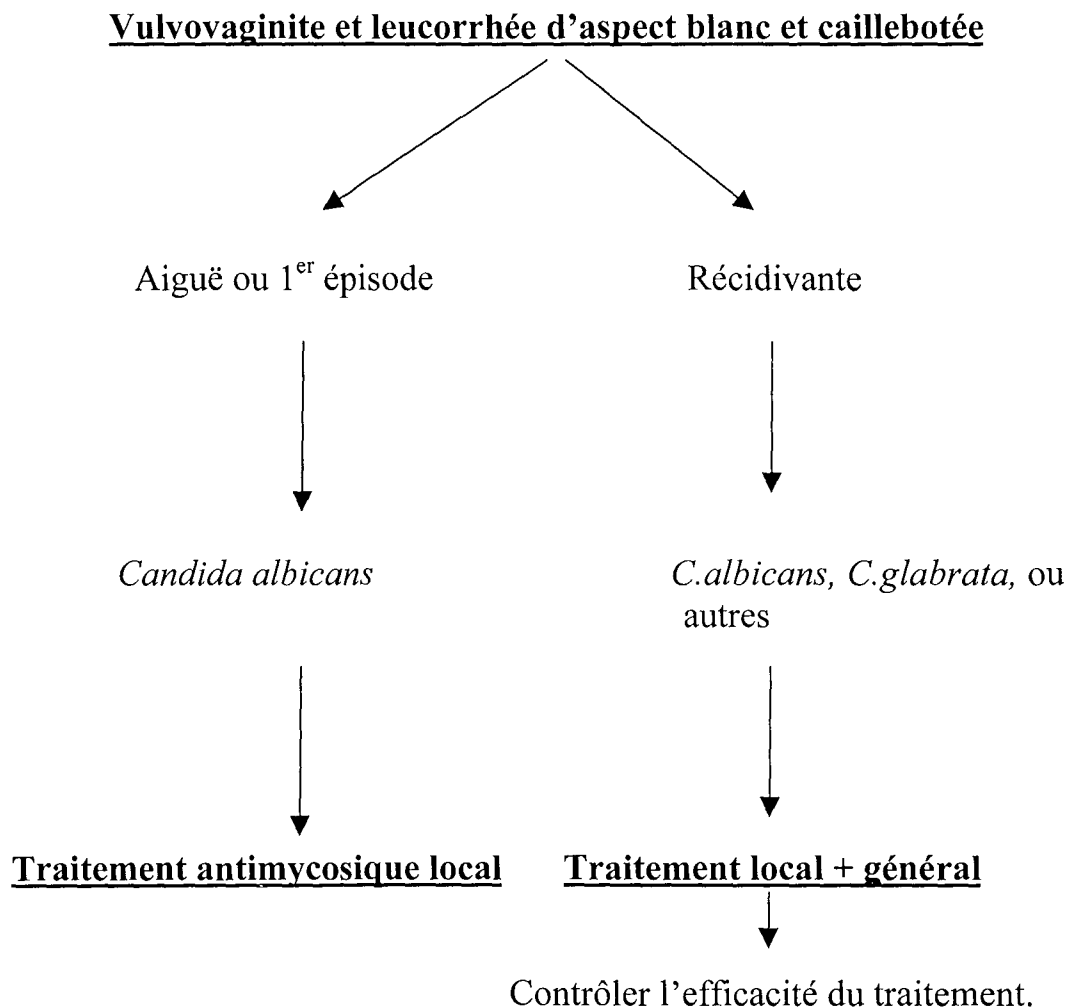 Vulvovaginite et leucorrhée d’aspect blanc et caillebotée
Aiguë ou 1er épisode
Récidivante
Candida albicans
C.albicans, C.glabrata, ou
autres
Traitement antimycosique local
Traitement local + général
Contrôler l’efficacité du traitement.